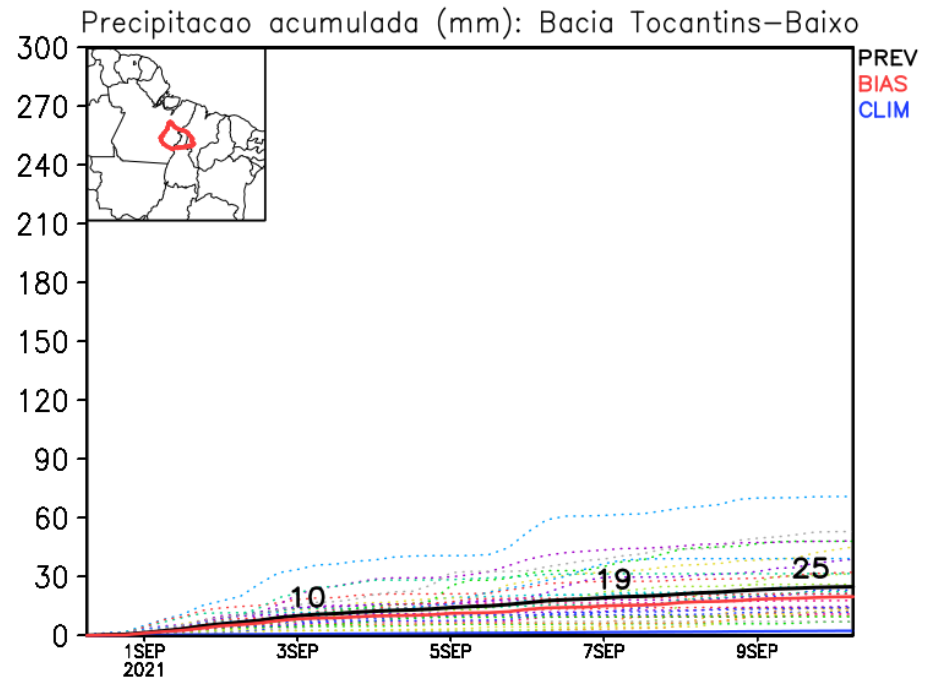 Precipitacao acumulada (mm): Bacia Tocantins-Baixo
PREV
BIAS
CLIM
300
270
240
210
180
150
120
90
60
30
0
10
19
25
1SEP
2021
3SEP
5SEP
7SEP
9SEP